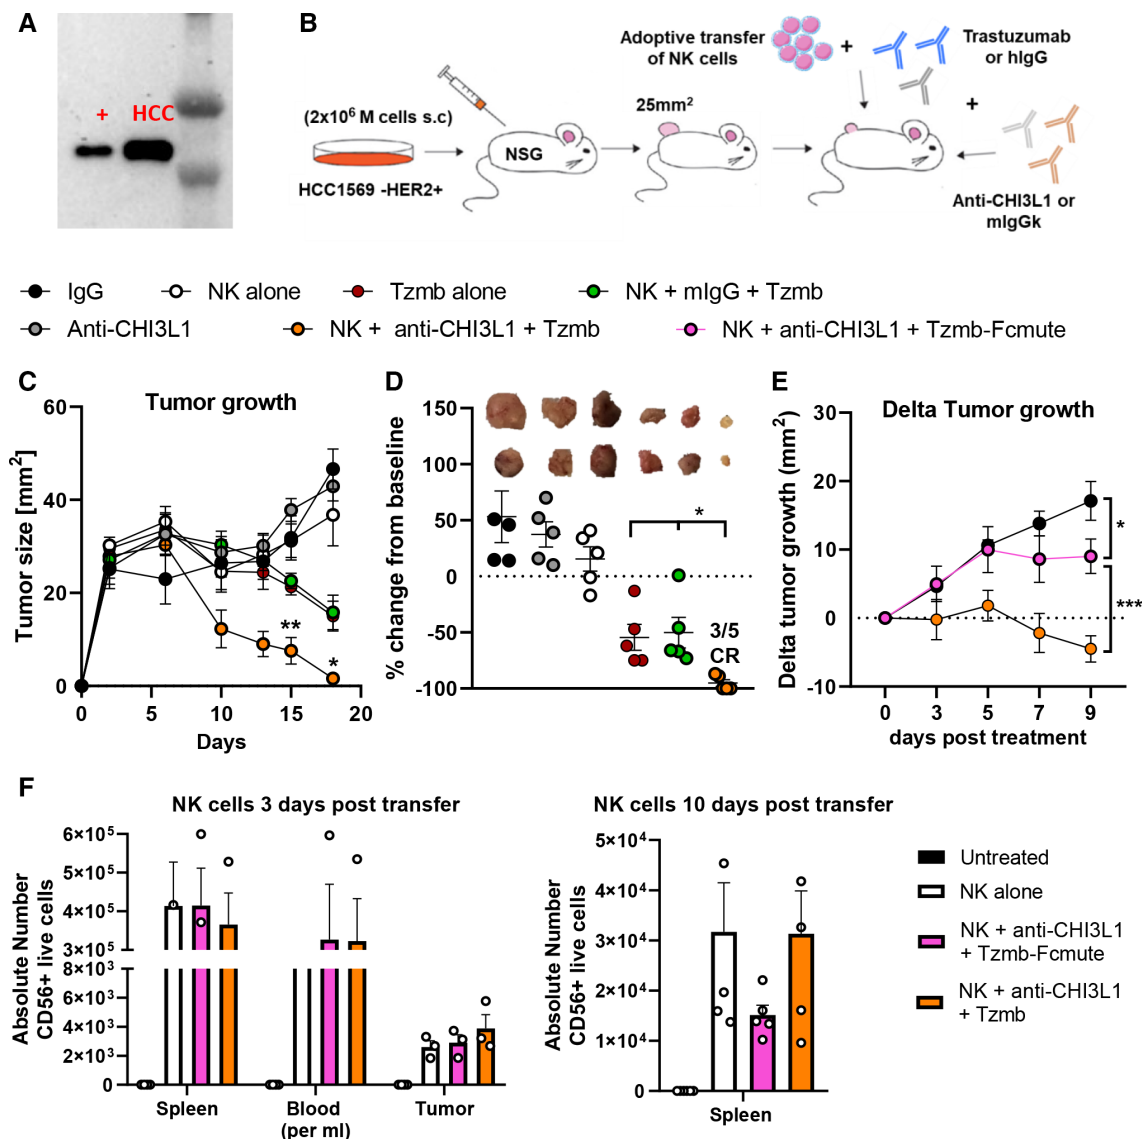 A
+ HCC
B
Adoptive transfer
of NK cells
+
Trastuzumab
or hIgG
(2x10⁶ M cells s.c)
NSG
25mm²
+
HCC1569 -HER2+
Anti-CHI3L1 or
mIgGk
IgG
NK alone
Tzmb alone
NK + mIgG + Tzmb
Anti-CHI3L1
NK + anti-CHI3L1 + Tzmb
NK + anti-CHI3L1 + Tzmb-Fcmute
C
Tumor growth
Tumor size [mm²]
60
40
20
0
**
*
0 5 10 15 20
Days
D
% change from baseline
150
100
50
0
-50
-100
*
3/5
CR
E
Delta Tumor growth
Delta tumor growth (mm²)
30
20
10
0
-10
*
***
0 3 5 7 9
days post treatment
F
NK cells 3 days post transfer
Absolute Number
CD56+ live cells
6×10⁵
5×10⁵
4×10⁵
3×10⁵
8×10³
6×10³
4×10³
2×10³
0
Spleen Blood Tumor
(per ml)
NK cells 10 days post transfer
Absolute Number
CD56+ live cells
5×10⁴
4×10⁴
3×10⁴
2×10⁴
1×10⁴
0
Spleen
Untreated
NK alone
NK + anti-CHI3L1
+ Tzmb-Fcmute
NK + anti-CHI3L1
+ Tzmb